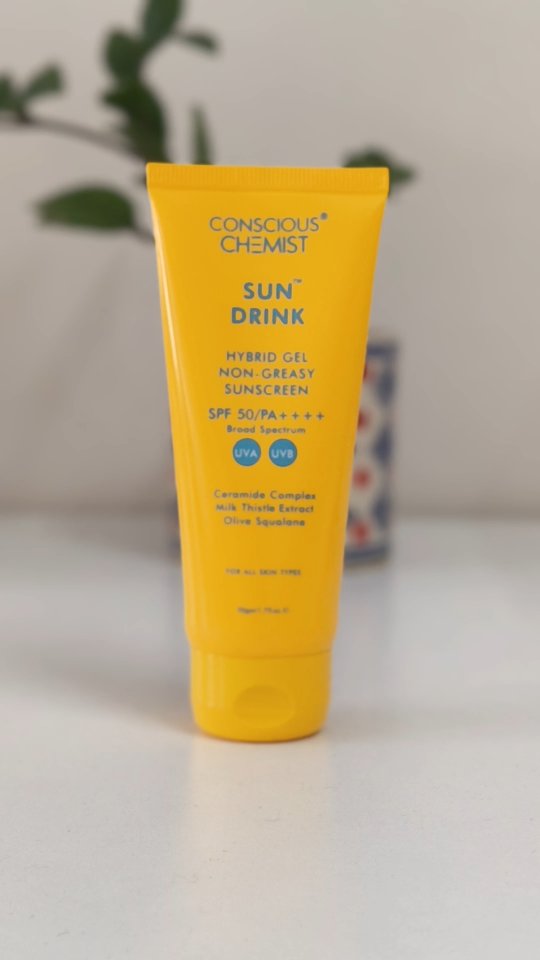 CONSCIOUS®
CHEMIST
SUN™
DRINK
HYBRID GEL
NON-GREASY
SUNSCREEN
SPF 50/PA++++
Broad Spectrum
UVA UVB
Ceramide Complex
Milk Thistle Extract
Olive Squalane
FOR ALL SKIN TYPES